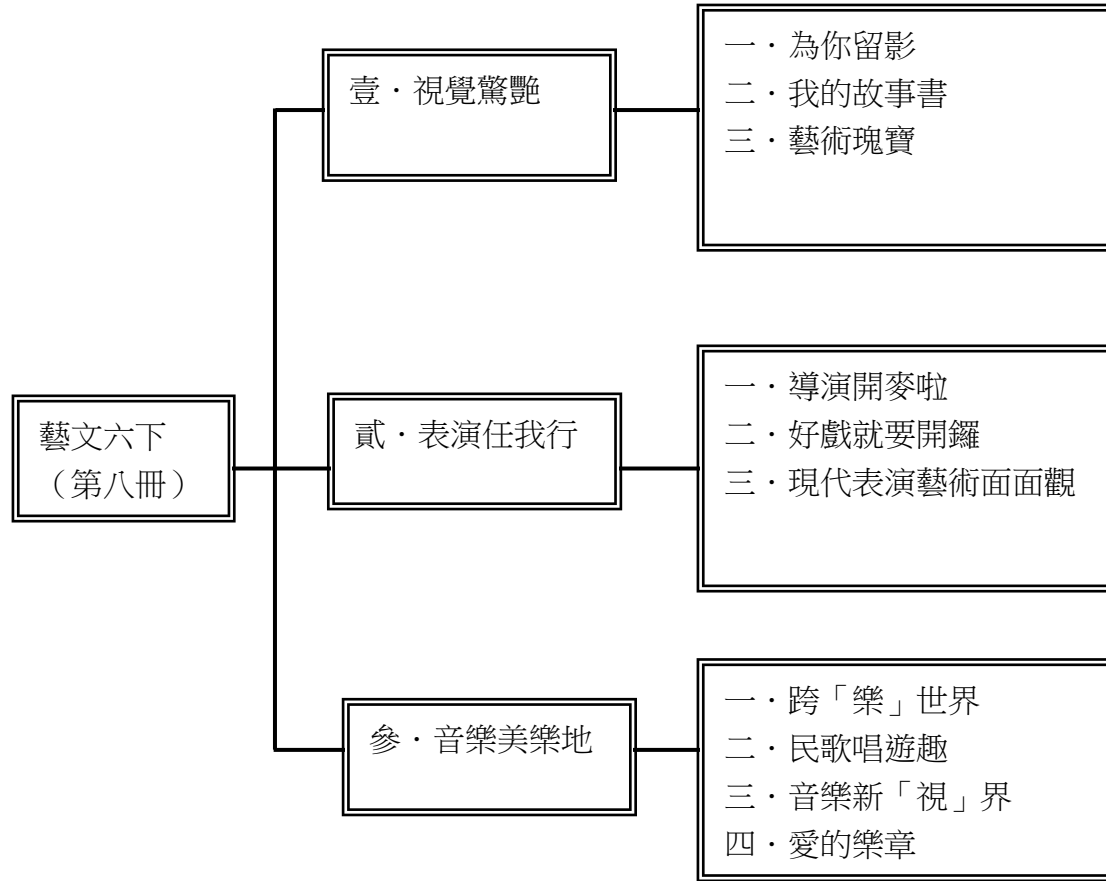 藝文六下
（第八冊）
壹．視覺驚艷
一．為你留影
二．我的故事書
三．藝術瑰寶
貳．表演任我行
一．導演開麥啦
二．好戲就要開鑼
三．現代表演藝術面面觀
參．音樂美樂地
一．跨「樂」世界
二．民歌唱遊趣
三．音樂新「視」界
四．愛的樂章